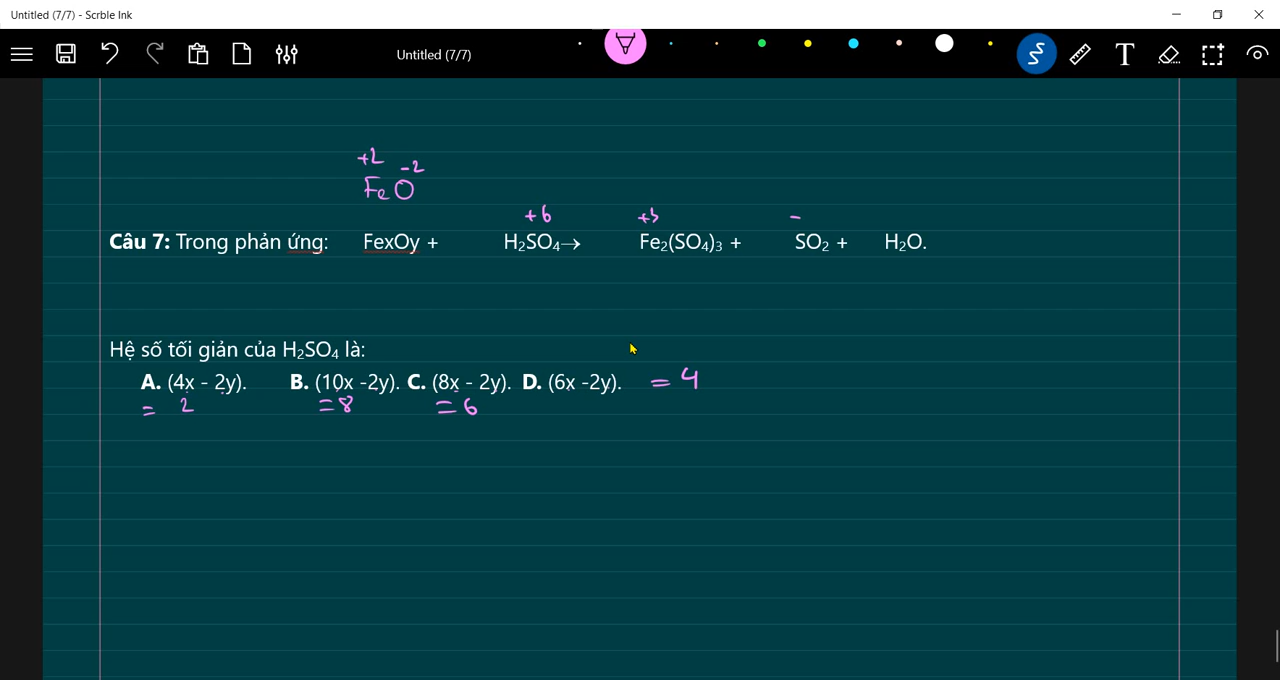 Untitled (7/7) - Scrble Ink
Untitled (7/7)
T
+2 -2
FeO
+6 +3 -
Câu 7: Trong phản ứng: FexOy + H₂SO₄→ Fe₂(SO₄)₃ + SO₂ + H₂O.
Hệ số tối giản của H₂SO₄ là:
A. (4x - 2y). B. (10x -2y). C. (8x - 2y). D. (6x -2y). = 4
= 2 =8 =6